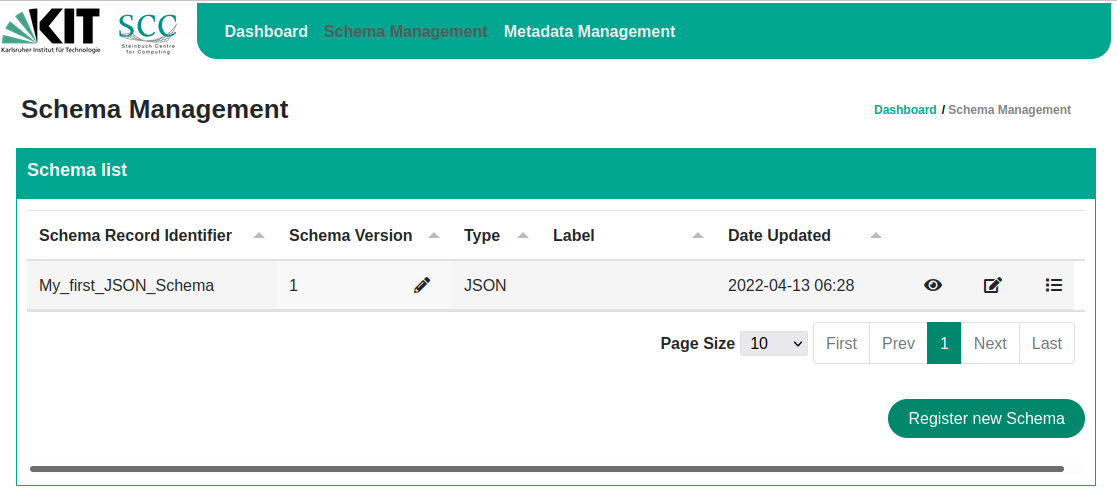 KIT
Karlsruher Institut für Technologie
SCC
Steinbuch Centre
for Computing
Dashboard Schema Management Metadata Management
Schema Management
Dashboard / Schema Management
Schema list
Schema Record Identifier Schema Version Type Label Date Updated
My_first_JSON_Schema 1 JSON 2022-04-13 06:28
Page Size 10 First Prev 1 Next Last
Register new Schema